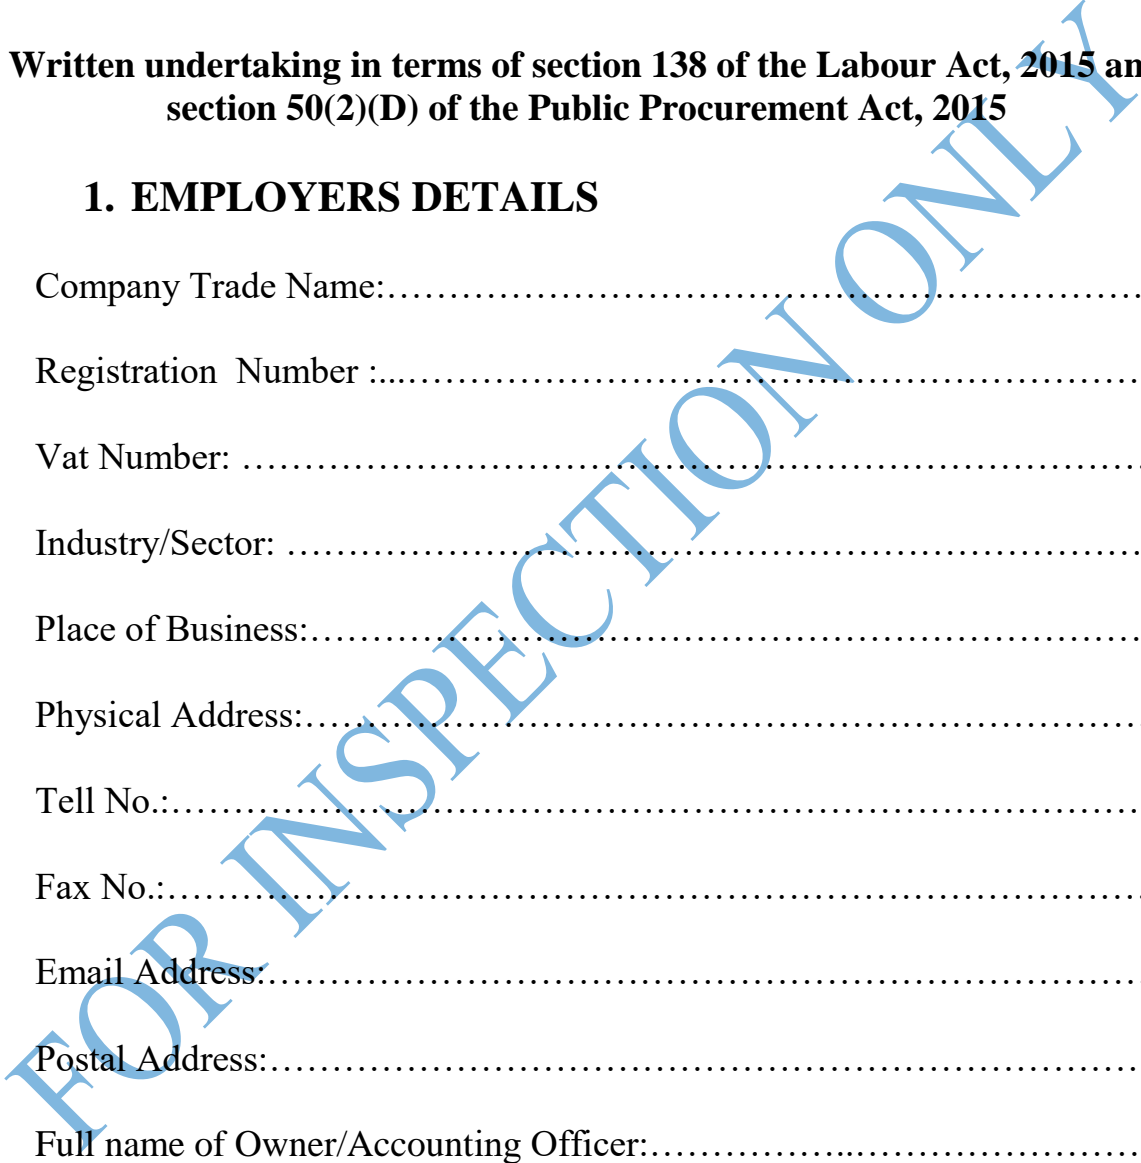 Written undertaking in terms of section 138 of the Labour Act, 2015 an
section 50(2)(D) of the Public Procurement Act, 2015
1. EMPLOYERS DETAILS
Company Trade Name:……………………………………………………………
Registration  Number :...……………………………………………………………
Vat Number: ………………………………………………………………………
Industry/Sector: ……………………………………………………………………
Place of Business:……………………………………………………………………
Physical Address:……………………………………………………………………
Tell No.:………………………………………………………………………………
Fax No.:………………………………………………………………………………
Email Address:………………………………………………………………………
Postal Address:………………………………………………………………………
Full name of Owner/Accounting Officer:……………..……………………
FOR INSPECTION ONLY